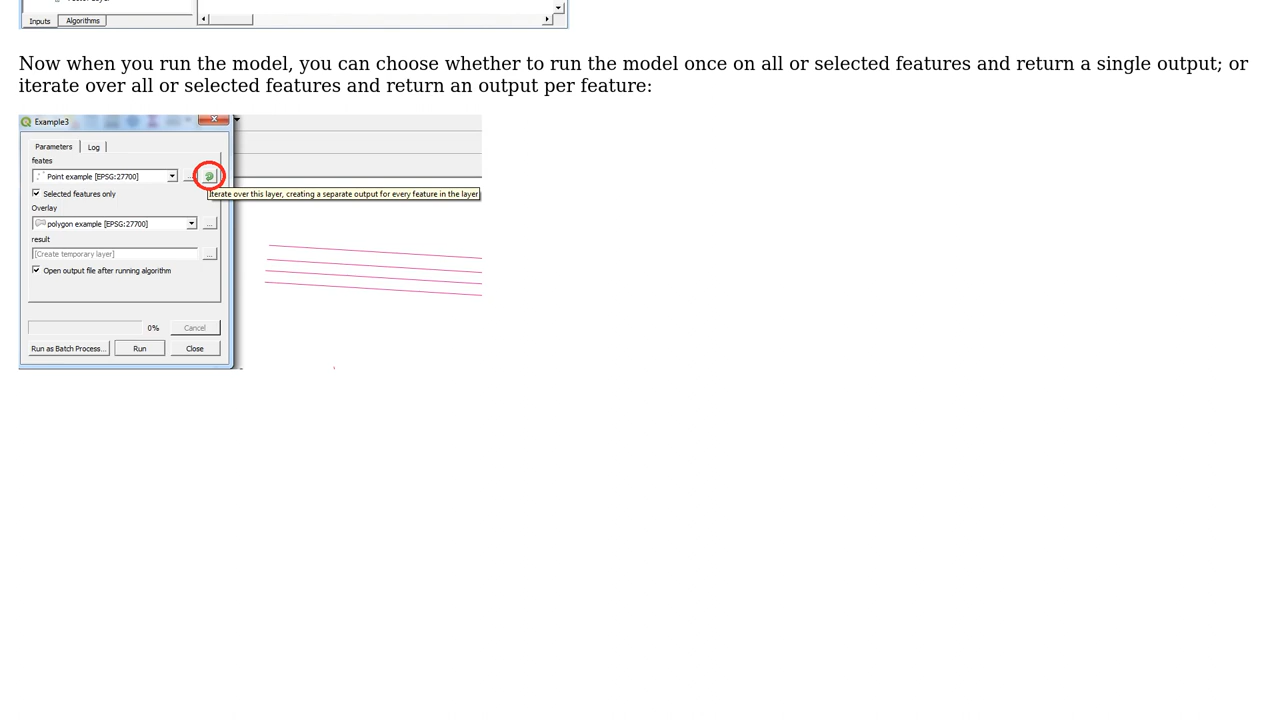 Inputs Algorithms
Now when you run the model, you can choose whether to run the model once on all or selected features and return a single output; or
iterate over all or selected features and return an output per feature:
Example3
Parameters Log
feates
Point example [EPSG:27700] ...
Selected features only
Iterate over this layer, creating a separate output for every feature in the layer
Overlay
polygon example [EPSG:27700] ...
result
[Create temporary layer] ...
Open output file after running algorithm
0% Cancel
Run as Batch Process... Run Close